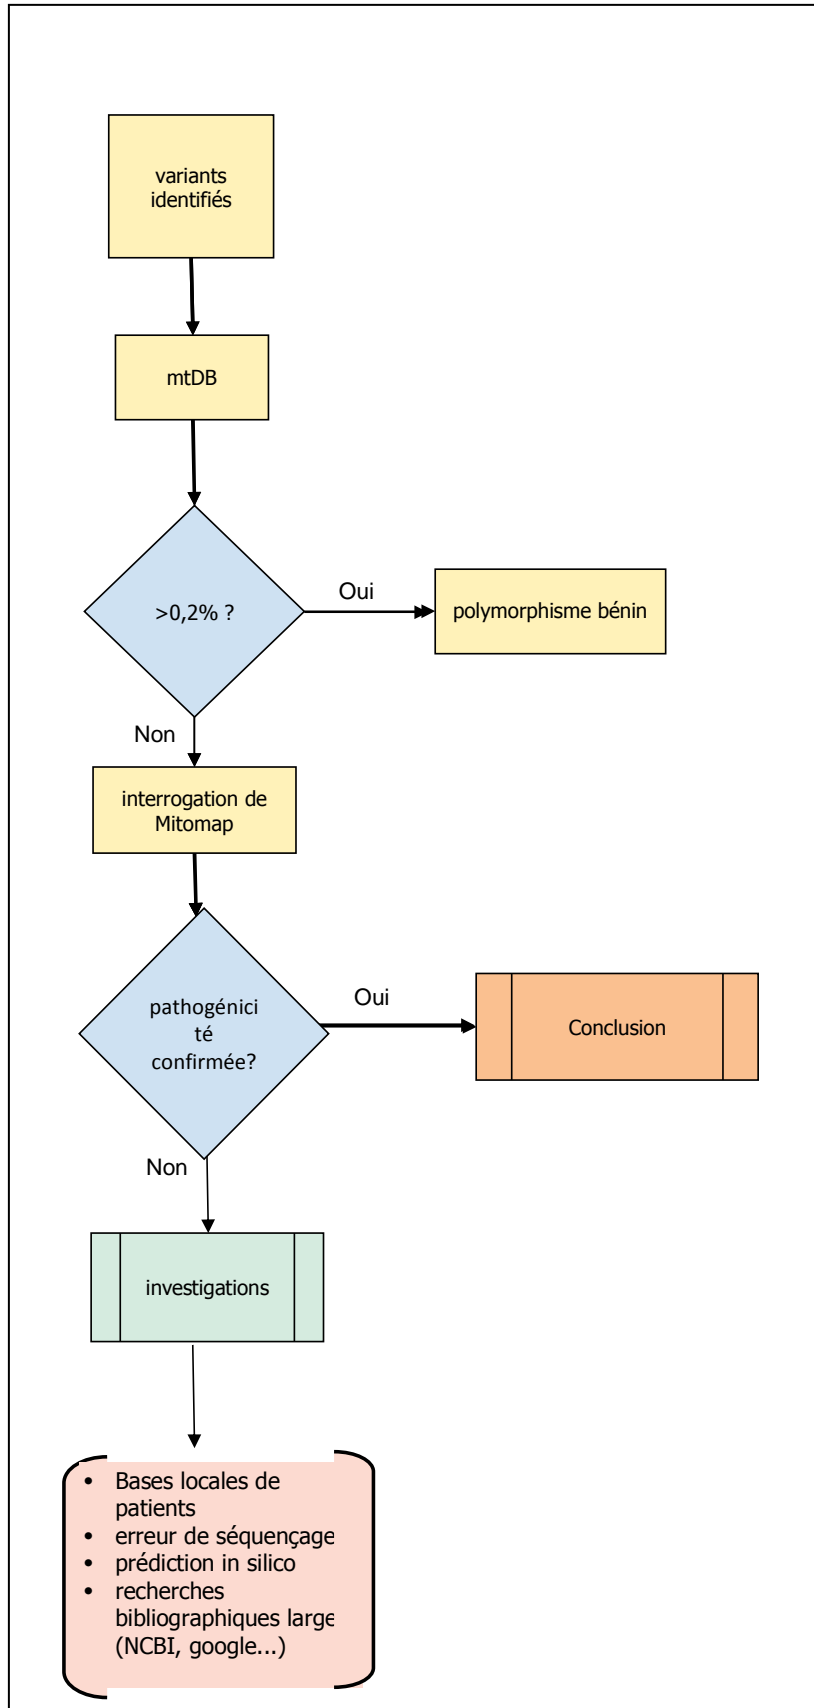 variants
identifiés
mtDB
>0,2% ?
Oui
polymorphisme bénin
Non
interrogation de
Mitomap
pathogénici
té
confirmée?
Oui
Conclusion
Non
investigations
• Bases locales de
patients
• erreur de séquençage
• prédiction in silico
• recherches
bibliographiques large
(NCBI, google...)